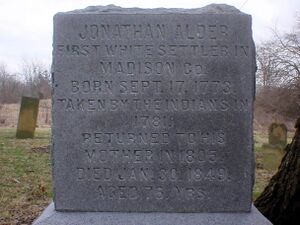 JONATHAN ALDER
FIRST WHITE SETTLER IN
MADISON CO.
BORN SEPT. 17, 1773.
TAKEN BY THE INDIANS IN
1781.
RETURNED TO HIS
MOTHER IN 1805.
DIED JAN. 30, 1849.
AGED 75 YRS.